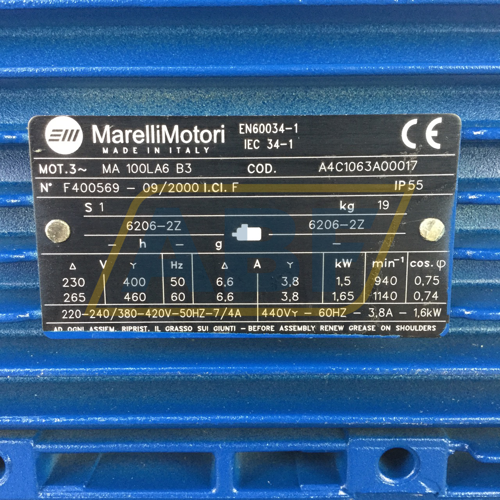 EM MarelliMotori EN60034-1
MADE IN ITALY IEC 34-1 CE
MOT.3~ MA 100LA6 B3 COD. A4C1063A00017
N° F400569 - 09/2000 I.Cl. F IP 55
S 1 kg 19
6206-2Z 6206-2Z
- h - g -
Δ V Y Hz Δ A Y kW min⁻¹ cos. φ
230 400 50 6,6 3,8 1,5 940 0,75
265 460 60 6,6 3,8 1,65 1140 0,74
220-240/380-420V-50HZ-7/4A 440VY - 60HZ - 3,8A - 1,6kW
AD OGNI ASSIEM. RIPRIST. IL GRASSO SUI GIUNTI - BEFORE ASSEMBLY RENEW GREASE ON SHOULDERS